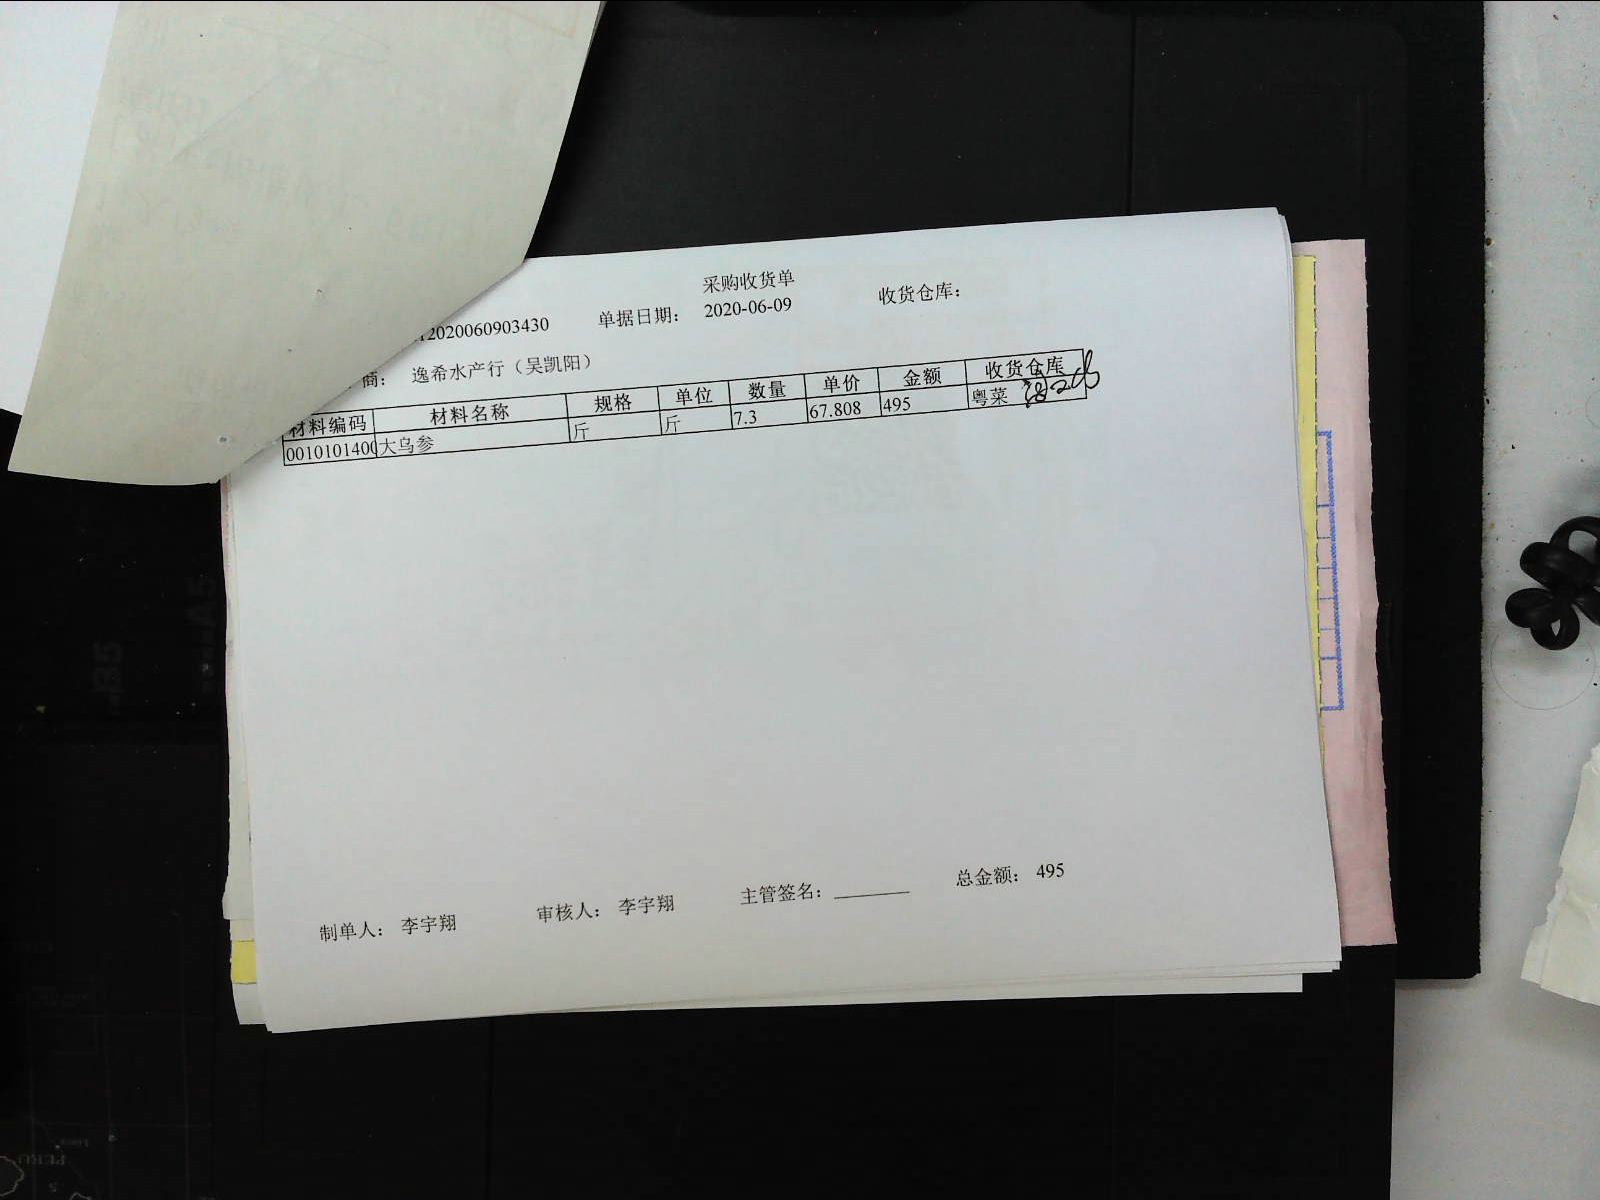 采购收货单
2020060903430 单据日期： 2020-06-09 收货仓库：
商： 逸希水产行（吴凯阳）
材料编码 材料名称 规格 单位 数量 单价 金额 收货仓库
0010101400 大乌参 斤 斤 7.3 67.808 495 粤菜
制单人： 李宇翔 审核人： 李宇翔 主管签名： 总金额： 495